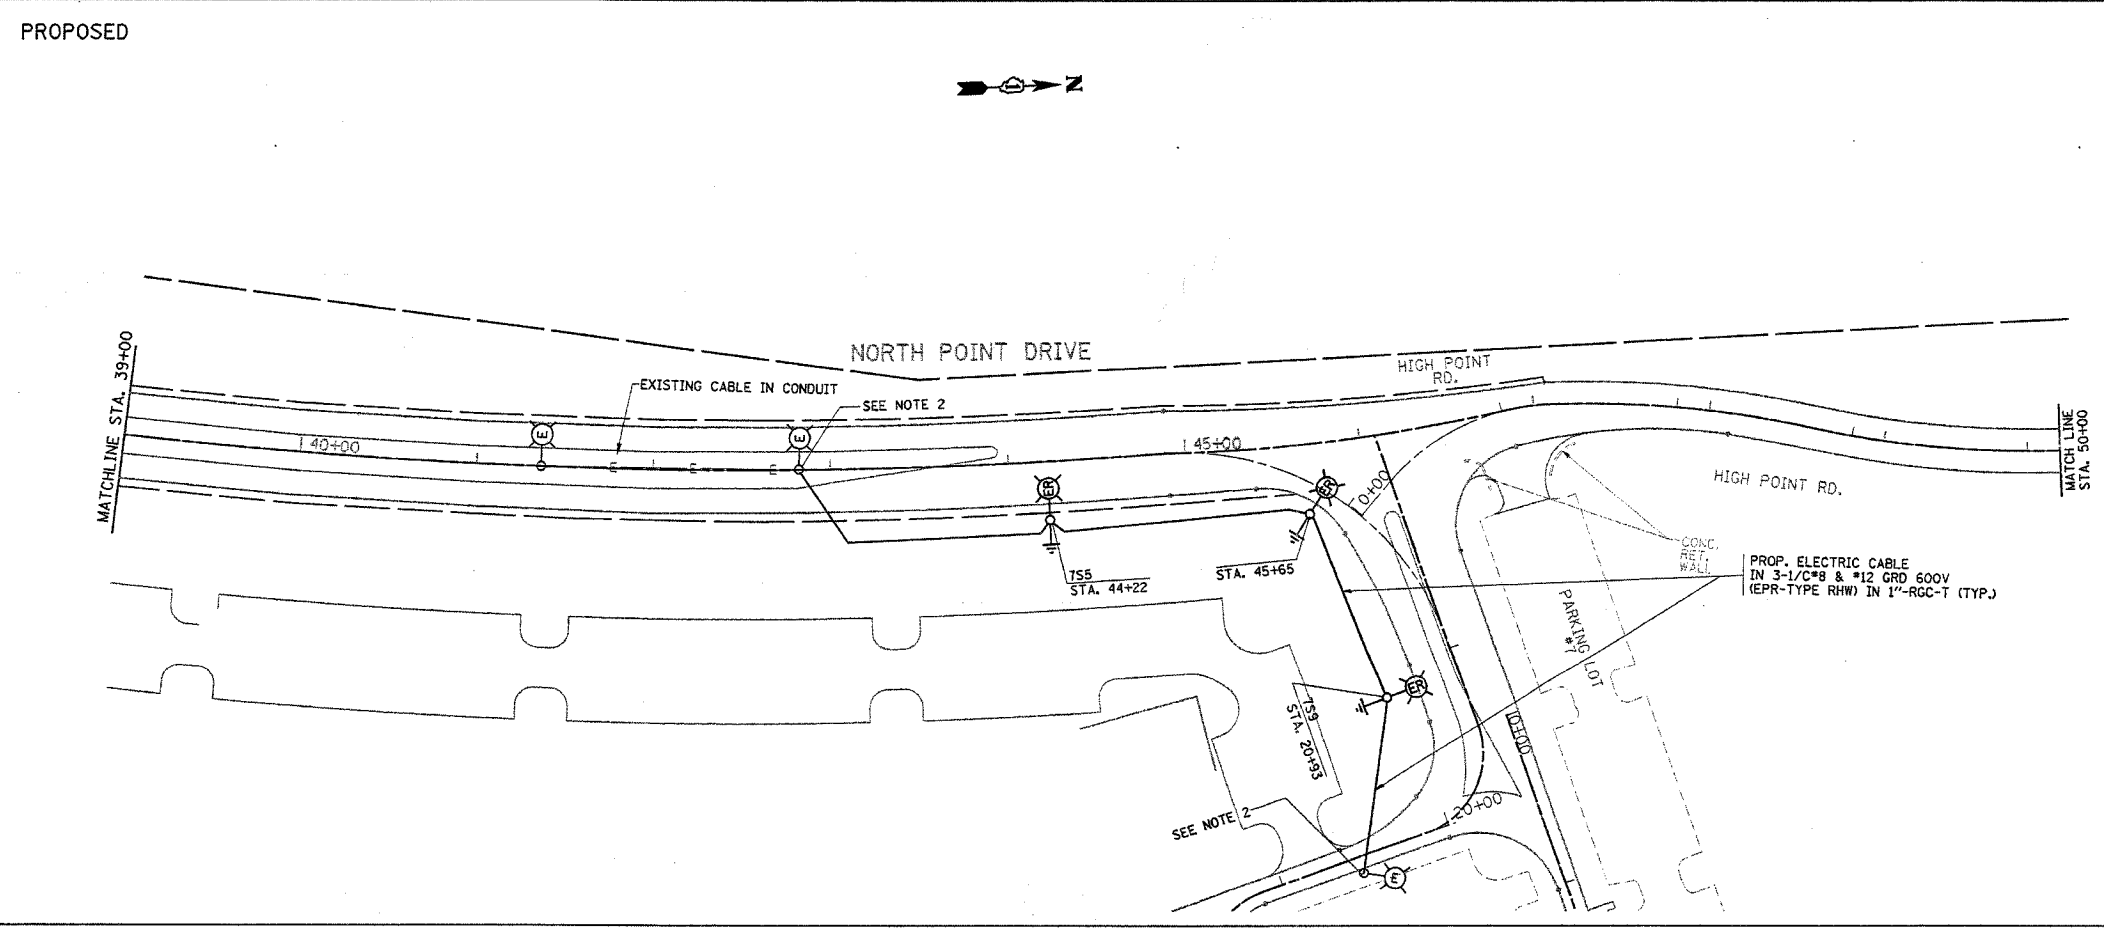 PROPOSED
N
MATCHLINE STA. 39+00
NORTH POINT DRIVE
HIGH POINT
RD.
EXISTING CABLE IN CONDUIT
SEE NOTE 2
40+00
E
E
E
E
E
45+00
ER
ER
7S5
STA. 44+22
STA. 45+65
0+00
HIGH POINT RD.
MATCH LINE
STA. 50+00
CONC.
RET.
WALL
PROP. ELECTRIC CABLE
IN 3-1/C#8 & #12 GRD 600V
(EPR-TYPE RHW) IN 1"-RGC-T (TYP.)
PARKING LOT
#7
ER
7S9
STA. 20+93
10+00
20+00
SEE NOTE 2
E